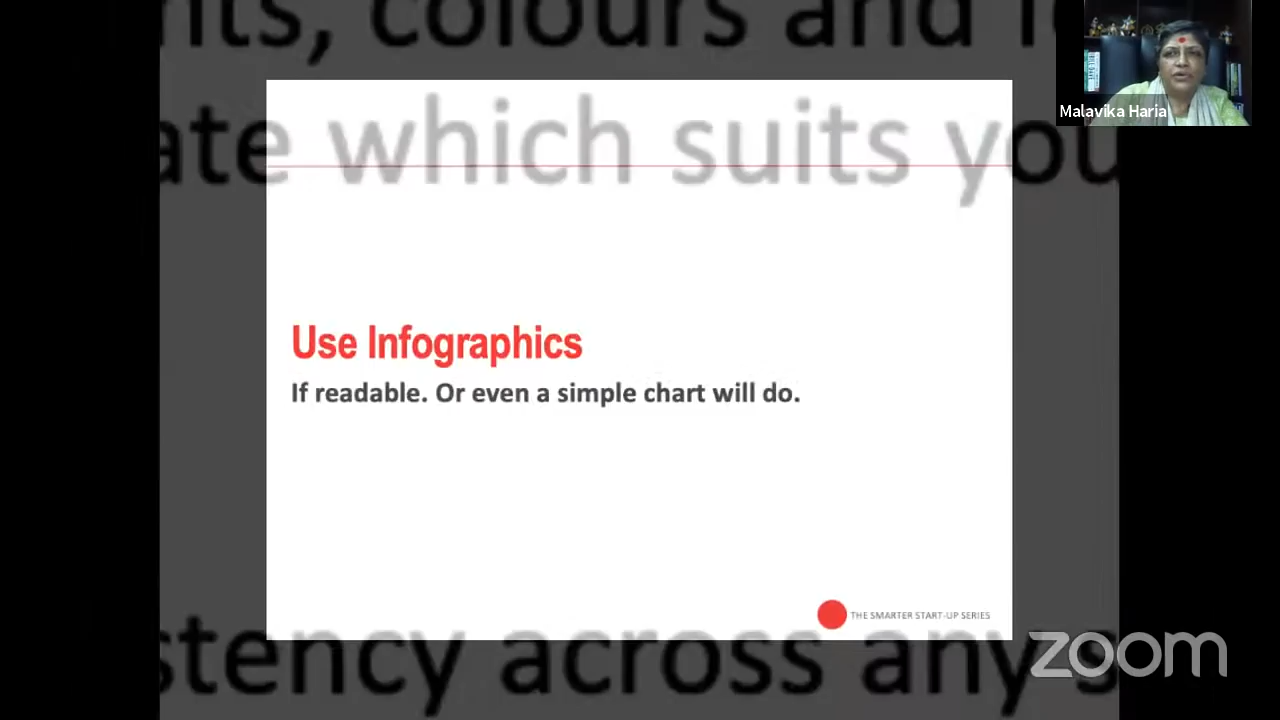 nts, colours and f
Malavika Haria
ate which suits you
Use Infographics
If readable. Or even a simple chart will do.
THE SMARTER START-UP SERIES
stency across any s
zoom